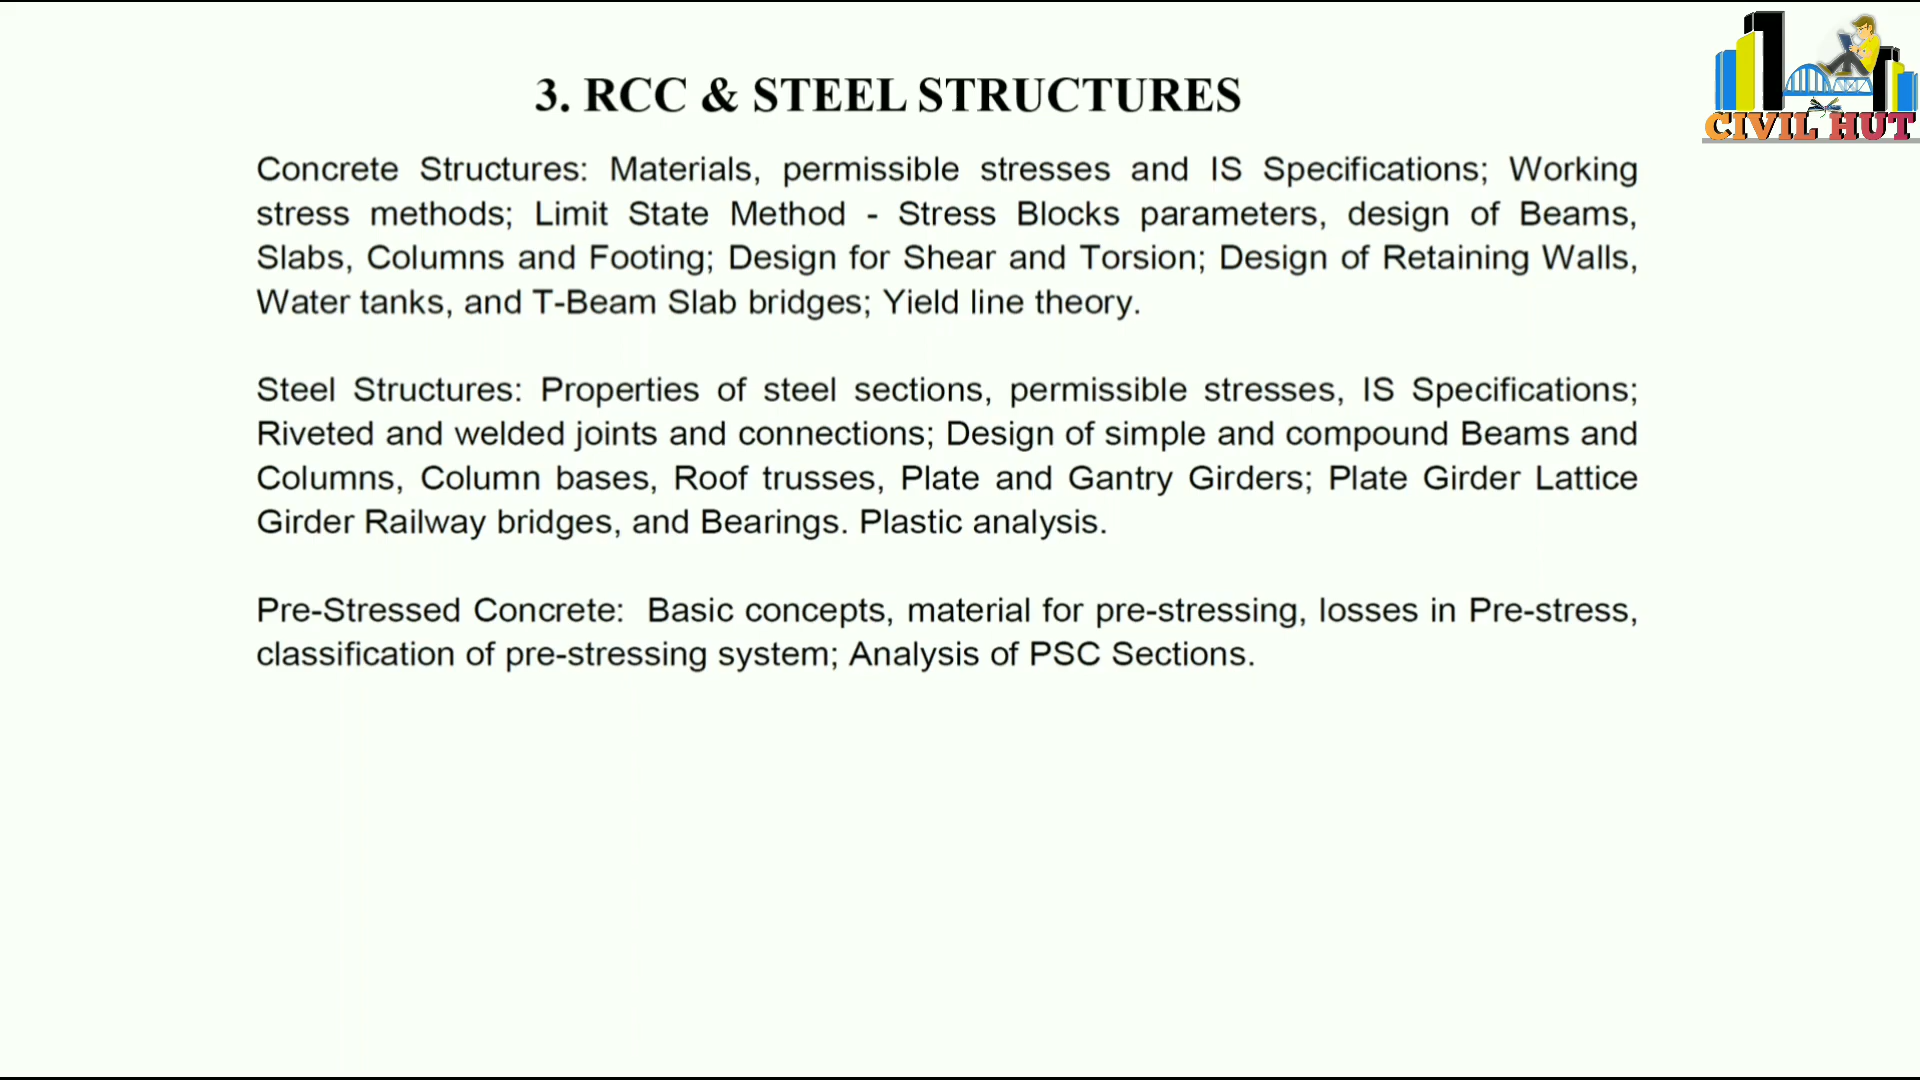 3. RCC & STEEL STRUCTURES
CIVIL HUT
Concrete Structures: Materials, permissible stresses and IS Specifications; Working
stress methods; Limit State Method - Stress Blocks parameters, design of Beams,
Slabs, Columns and Footing; Design for Shear and Torsion; Design of Retaining Walls,
Water tanks, and T-Beam Slab bridges; Yield line theory.
Steel Structures: Properties of steel sections, permissible stresses, IS Specifications;
Riveted and welded joints and connections; Design of simple and compound Beams and
Columns, Column bases, Roof trusses, Plate and Gantry Girders; Plate Girder Lattice
Girder Railway bridges, and Bearings. Plastic analysis.
Pre-Stressed Concrete: Basic concepts, material for pre-stressing, losses in Pre-stress,
classification of pre-stressing system; Analysis of PSC Sections.